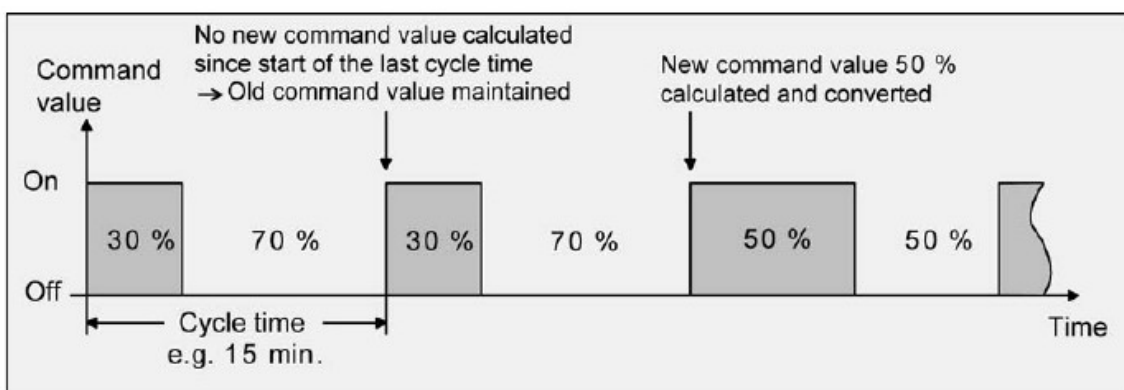 No new command value calculated
since start of the last cycle time
→ Old command value maintained
New command value 50 %
calculated and converted
Command
value
On
Off
30 %
70 %
30 %
70 %
50 %
50 %
Cycle time
e.g. 15 min.
Time